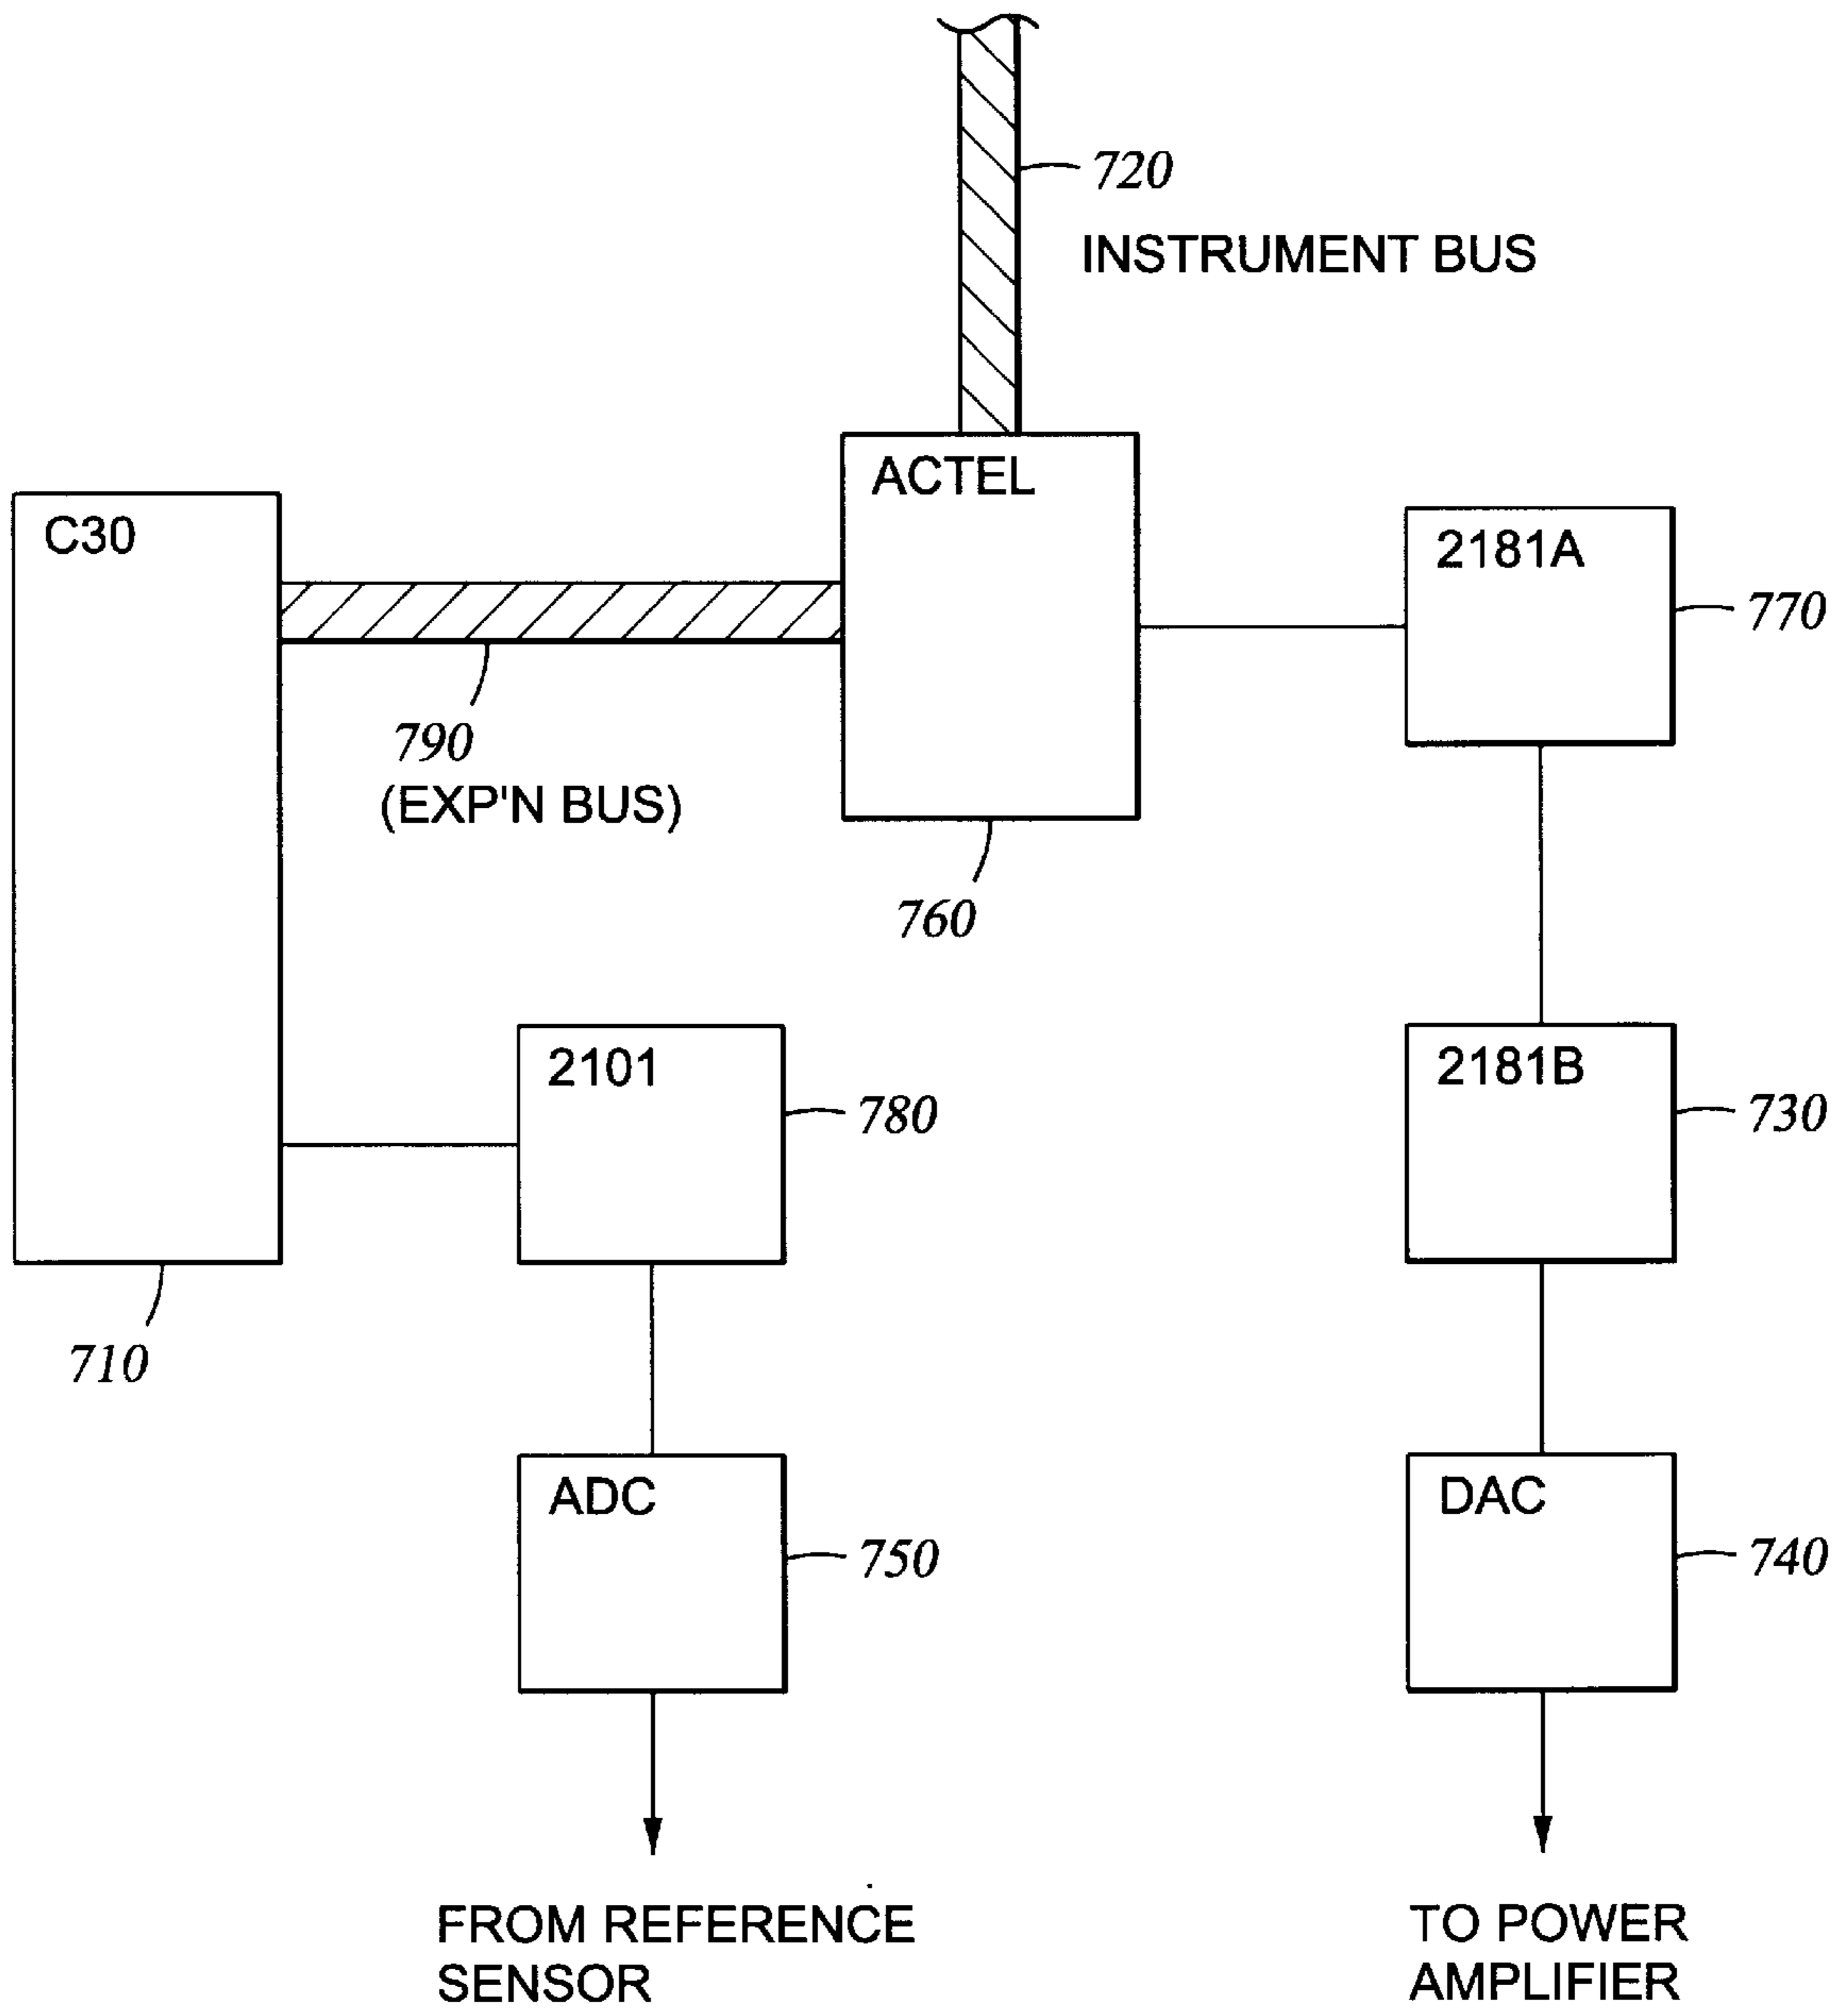 720
INSTRUMENT BUS
ACTEL
C30
2181A
770
790
(EXP'N BUS)
760
2101
780
2181B
730
710
ADC
750
DAC
740
FROM REFERENCE
SENSOR
TO POWER
AMPLIFIER